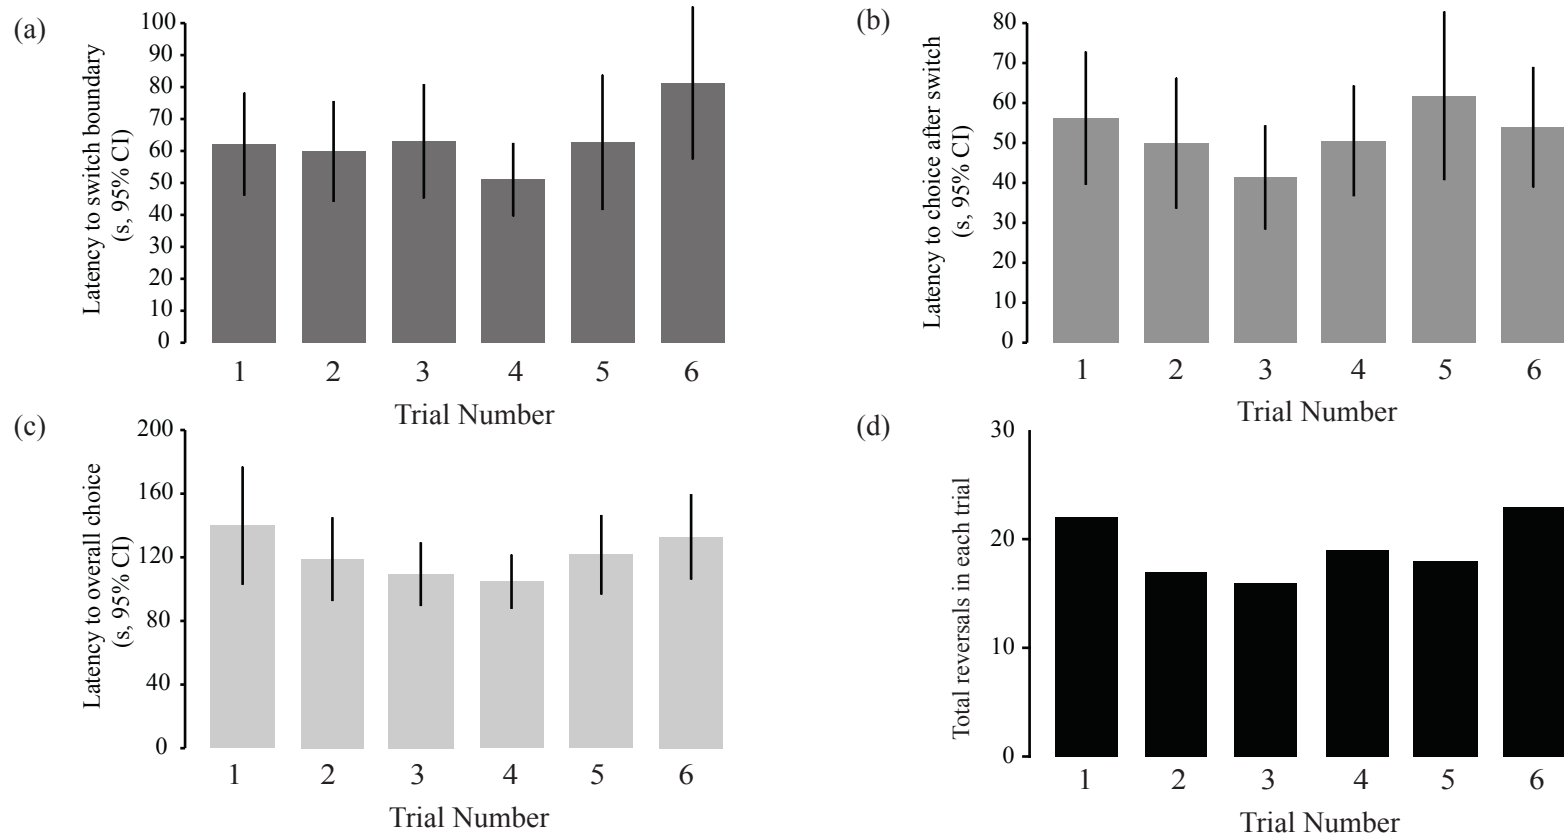 (a)
Latency to switch boundary
(s, 95% CI)
100
90
80
70
60
50
40
30
20
10
0
1 2 3 4 5 6
Trial Number
(b)
Latency to choice after switch
(s, 95% CI)
80
70
60
50
40
30
20
10
0
1 2 3 4 5 6
Trial Number
(c)
Latency to overall choice
(s, 95% CI)
200
160
120
80
40
0
1 2 3 4 5 6
Trial Number
(d)
Total reversals in each trial
30
20
10
0
1 2 3 4 5 6
Trial Number